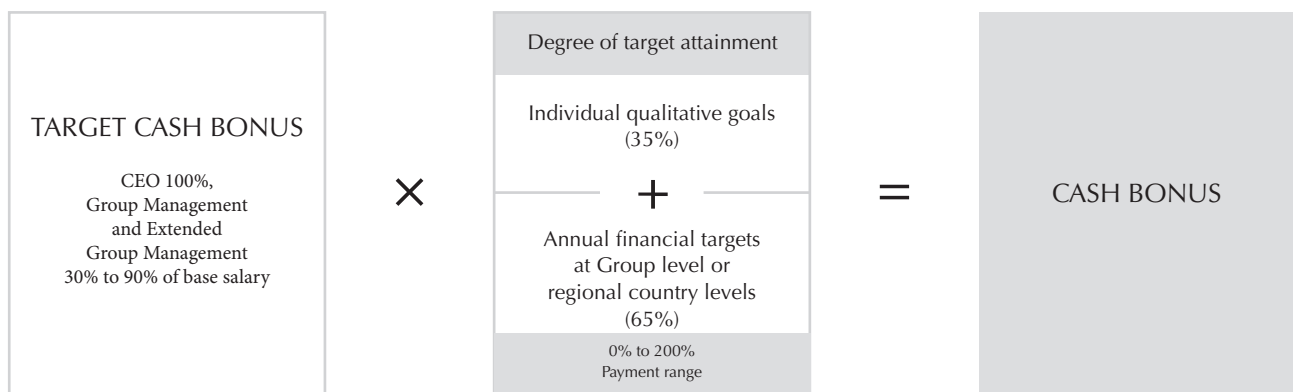 TARGET CASH BONUS
CEO 100%,
Group Management
and Extended
Group Management
30% to 90% of base salary
×
Degree of target attainment
Individual qualitative goals
(35%)
+
Annual financial targets
at Group level or
regional country levels
(65%)
0% to 200%
Payment range
=
CASH BONUS